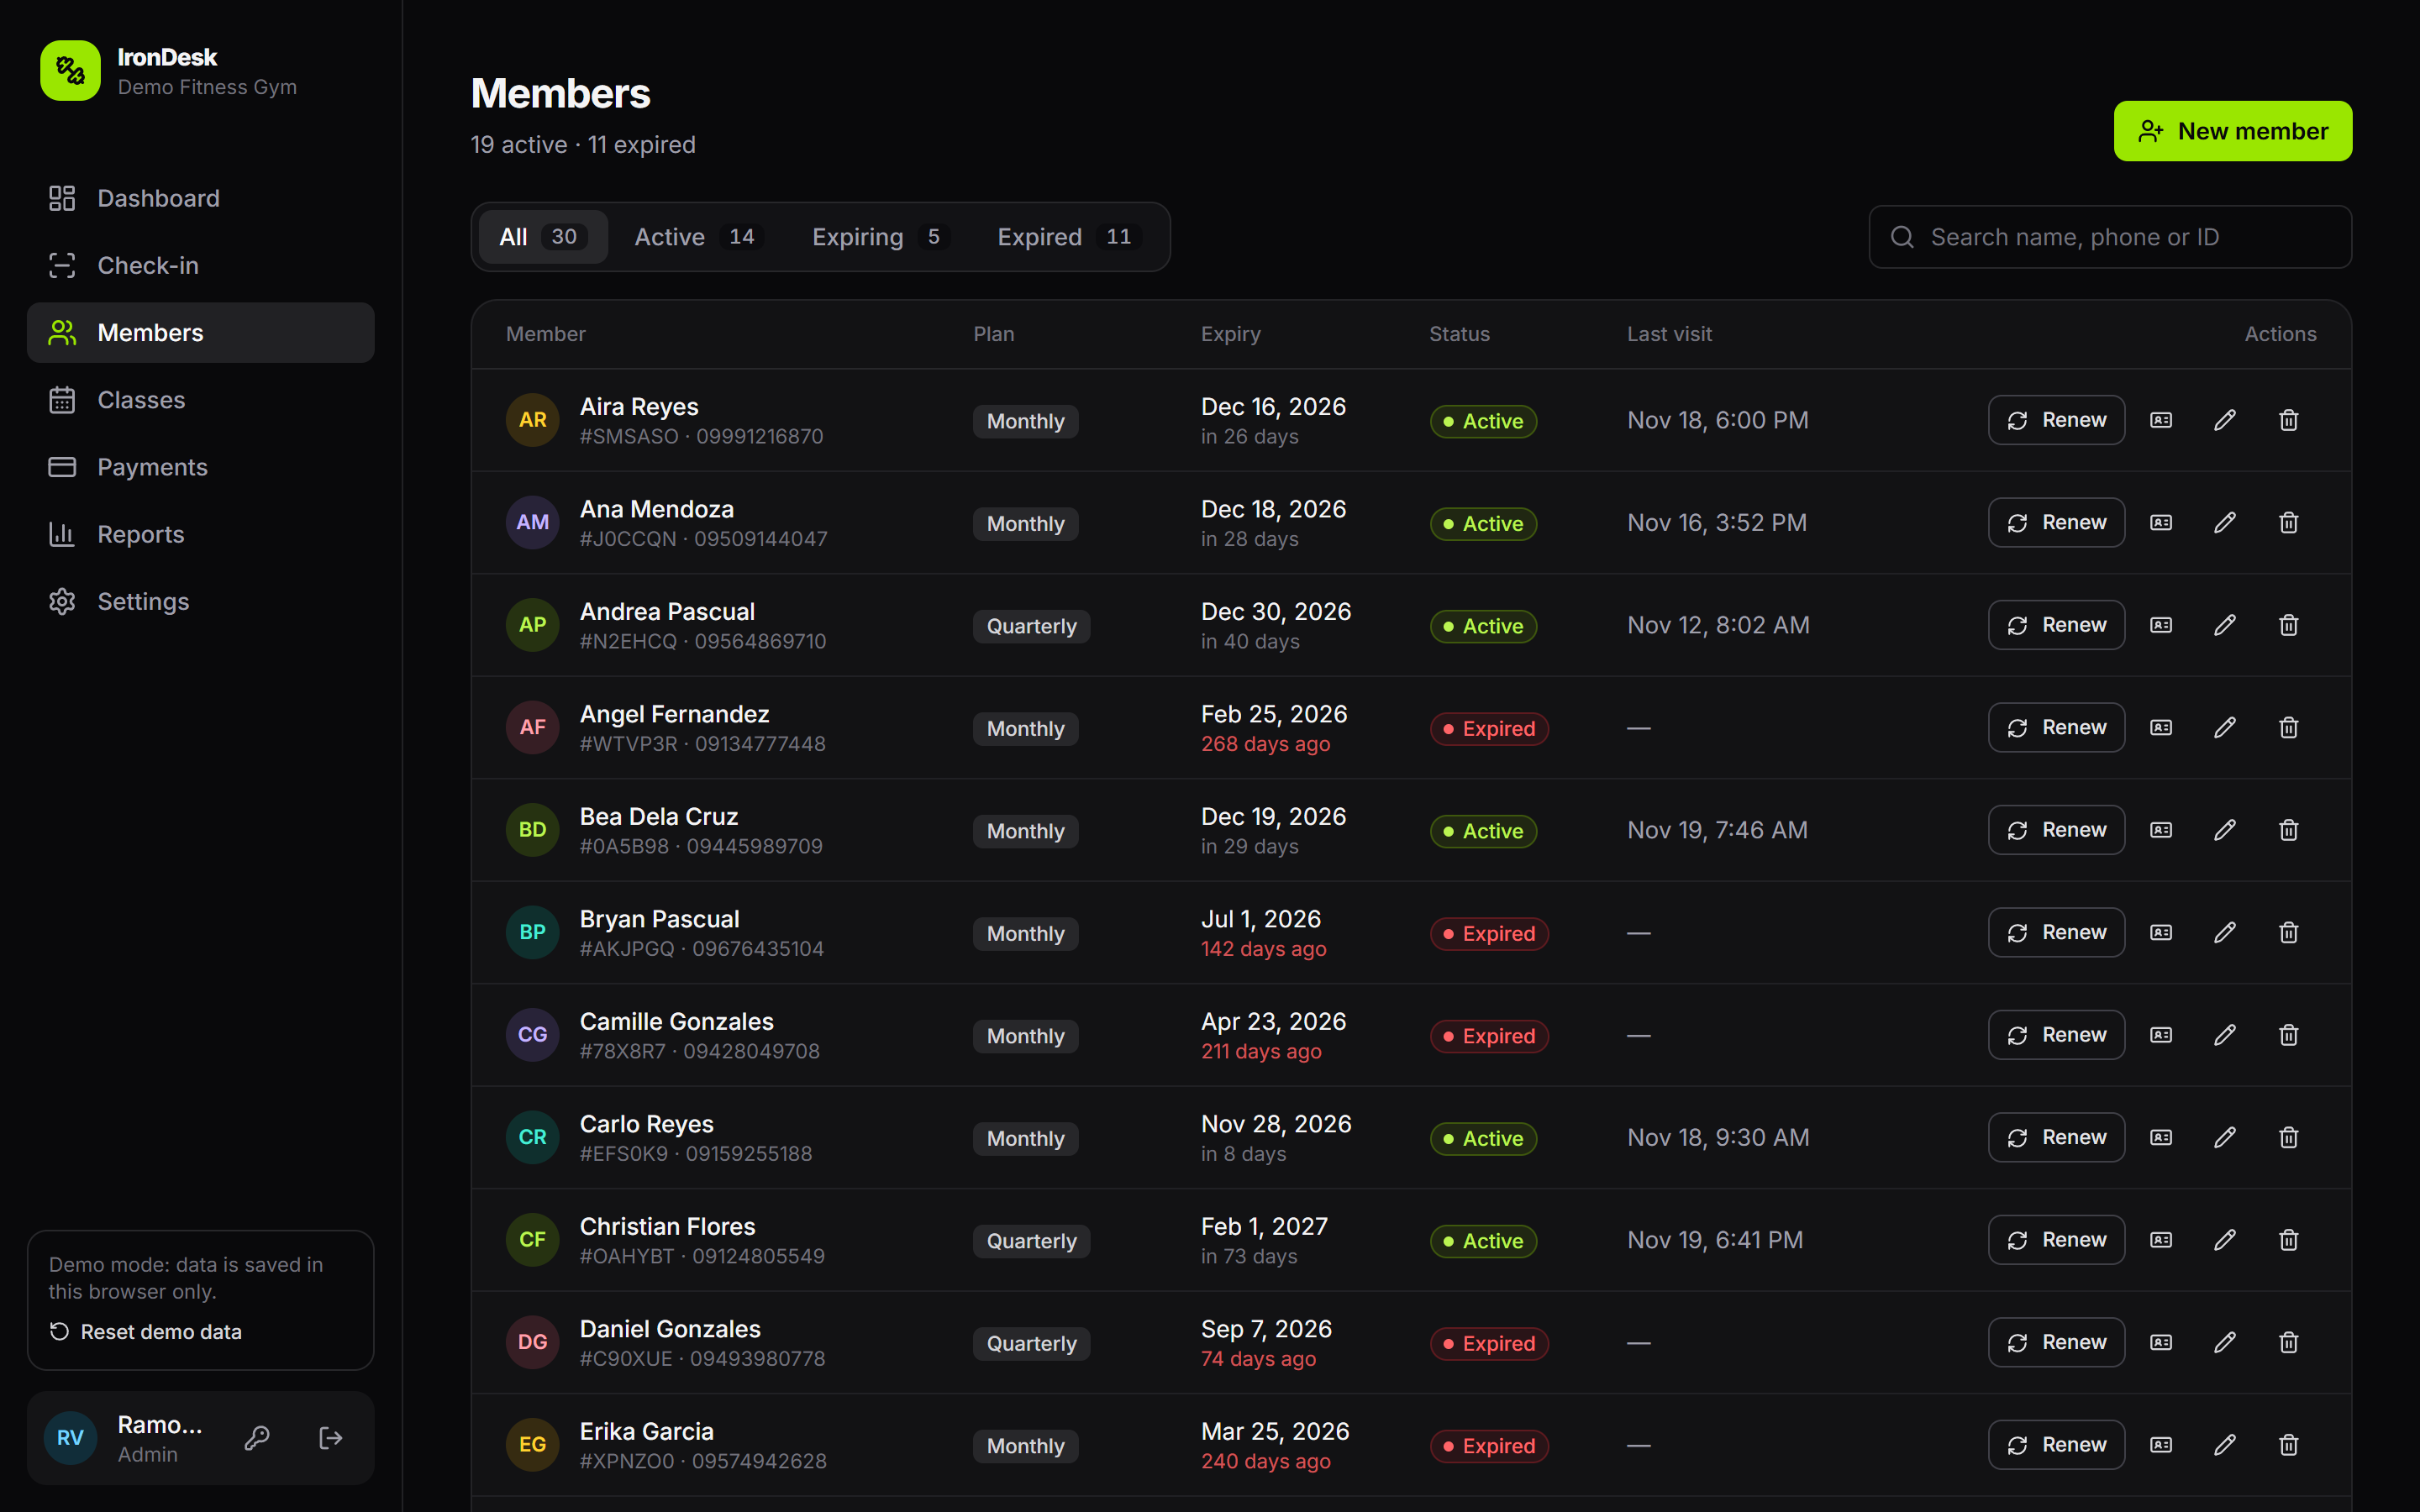 IronDesk
Demo Fitness Gym
Dashboard
Check-in
Members
Classes
Payments
Reports
Settings
Demo mode: data is saved in
this browser only.
Reset demo data
RV
Ramo...
Admin
Members
19 active · 11 expired
New member
All 30 Active 14 Expiring 5 Expired 11
Search name, phone or ID
Member Plan Expiry Status Last visit Actions
AR Aira Reyes Monthly Dec 16, 2026 Active Nov 18, 6:00 PM Renew
#SMSASO · 09991216870 in 26 days
AM Ana Mendoza Monthly Dec 18, 2026 Active Nov 16, 3:52 PM Renew
#J0CCQN · 09509144047 in 28 days
AP Andrea Pascual Quarterly Dec 30, 2026 Active Nov 12, 8:02 AM Renew
#N2EHCQ · 09564869710 in 40 days
AF Angel Fernandez Monthly Feb 25, 2026 Expired — Renew
#WTVP3R · 09134777448 268 days ago
BD Bea Dela Cruz Monthly Dec 19, 2026 Active Nov 19, 7:46 AM Renew
#0A5B98 · 09445989709 in 29 days
BP Bryan Pascual Monthly Jul 1, 2026 Expired — Renew
#AKJPGQ · 09676435104 142 days ago
CG Camille Gonzales Monthly Apr 23, 2026 Expired — Renew
#78X8R7 · 09428049708 211 days ago
CR Carlo Reyes Monthly Nov 28, 2026 Active Nov 18, 9:30 AM Renew
#EFS0K9 · 09159255188 in 8 days
CF Christian Flores Quarterly Feb 1, 2027 Active Nov 19, 6:41 PM Renew
#OAHYBT · 09124805549 in 73 days
DG Daniel Gonzales Quarterly Sep 7, 2026 Expired — Renew
#C90XUE · 09493980778 74 days ago
EG Erika Garcia Monthly Mar 25, 2026 Expired — Renew
#XPNZO0 · 09574942628 240 days ago